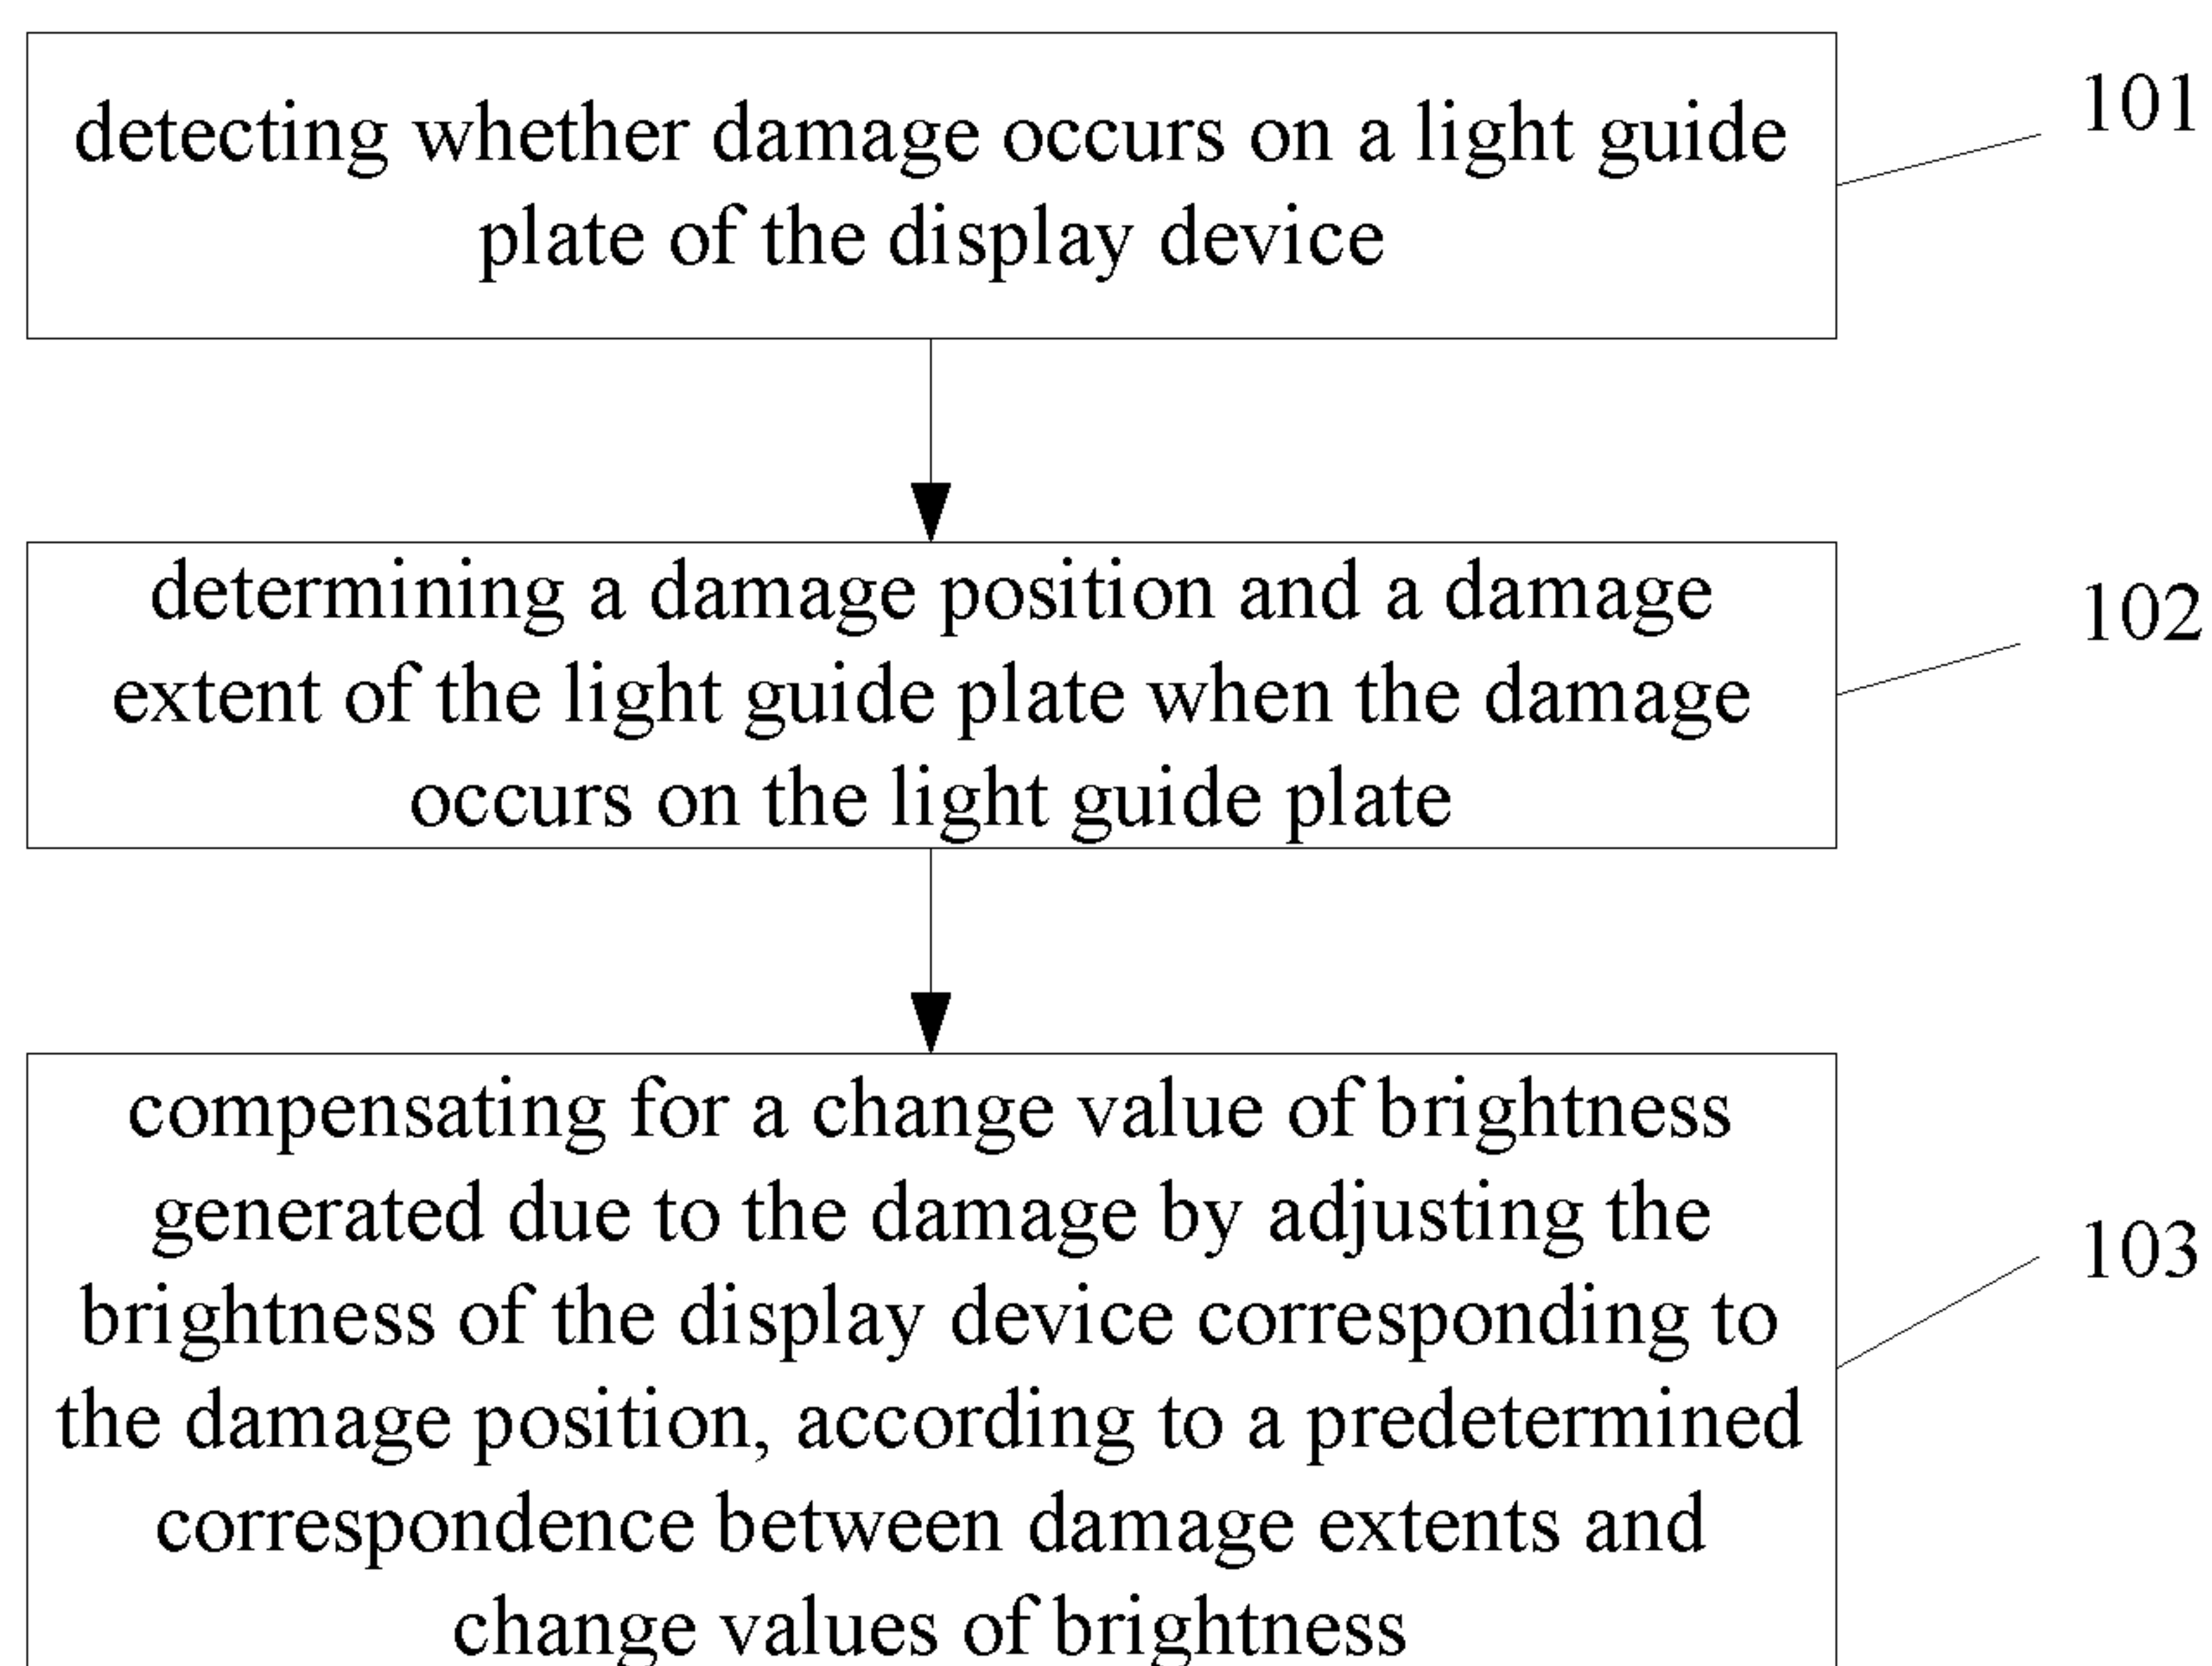 detecting whether damage occurs on a light guide
plate of the display device
101
determining a damage position and a damage
extent of the light guide plate when the damage
occurs on the light guide plate
102
compensating for a change value of brightness
generated due to the damage by adjusting the
brightness of the display device corresponding to
the damage position, according to a predetermined
correspondence between damage extents and
change values of brightness
103